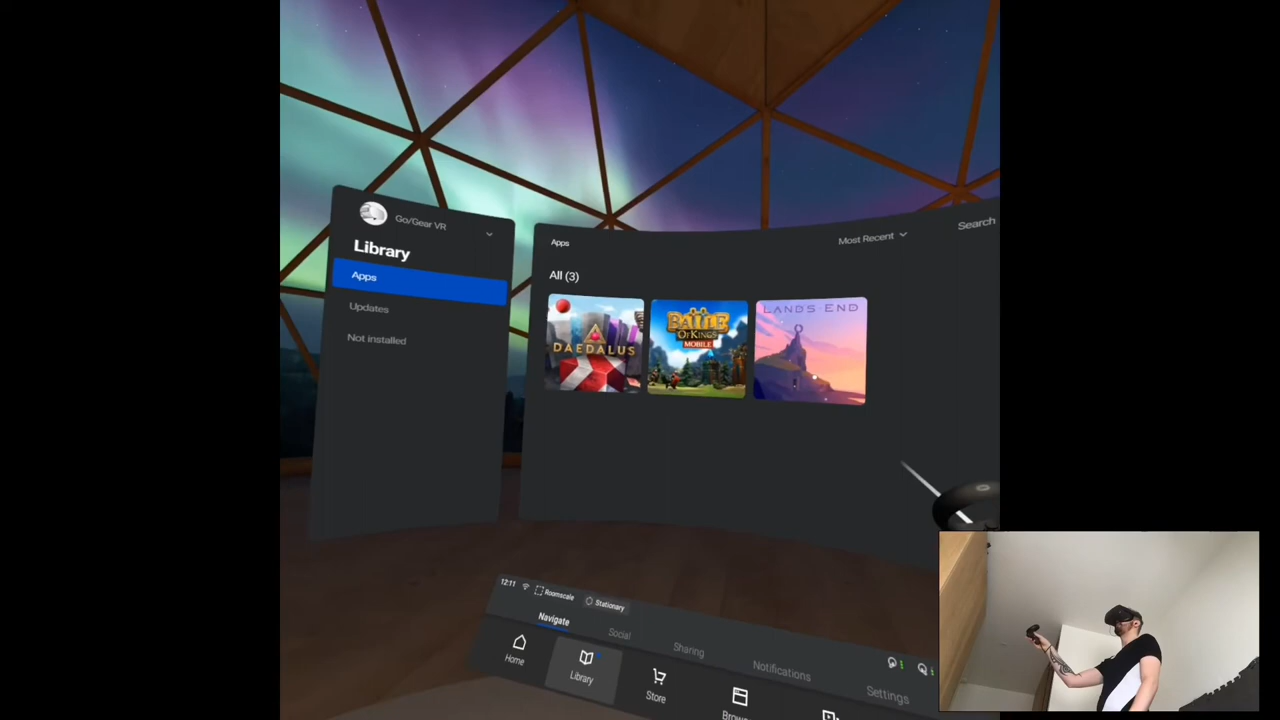 Go/Gear VR
Library
Apps
Updates
Not installed
Apps
Most Recent
Search
All (3)
DAEDALUS
BATTLE
OF KINGS
MOBILE
LAND'S END
12:11
Roomscale
Stationary
Navigate
Social
Sharing
Notifications
Settings
Home
Library
Store